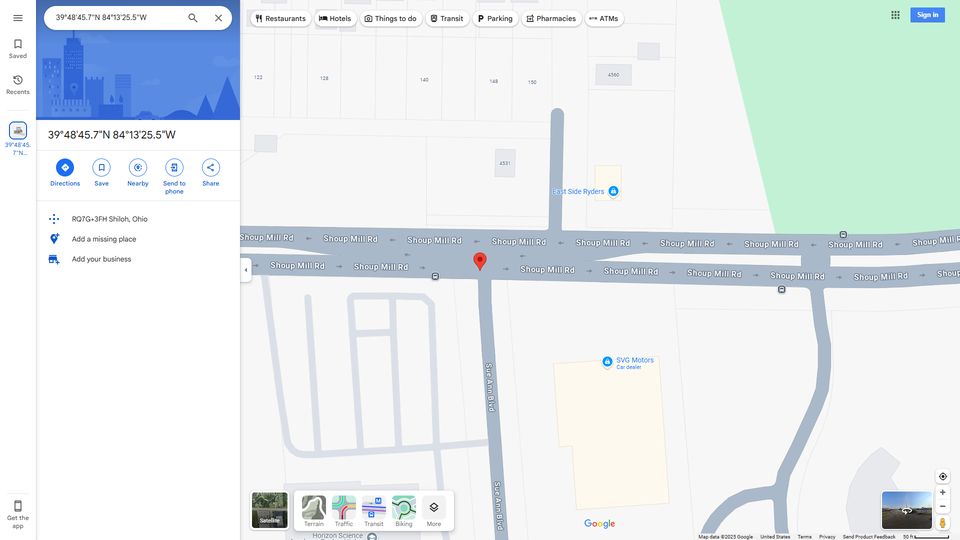 39°48'45.7"N 84°13'25.5"W
Restaurants
Hotels
Things to do
Transit
Parking
Pharmacies
ATMs
Sign in
Saved
Recents
39°48'45.
7"N...
39°48'45.7"N 84°13'25.5"W
Directions
Save
Nearby
Send to
phone
Share
RQ7G+3FH Shiloh, Ohio
Add a missing place
Add your business
Get the
app
122
128
140
148
150
4560
4531
East Side Ryders
Shoup Mill Rd
Shoup Mill Rd
Shoup Mill Rd
Shoup Mill Rd
Shoup Mill Rd
Shoup Mill Rd
Shoup Mill Rd
Shoup Mill Rd
Shoup Mill R
Shoup Mill Rd
Shoup Mill Rd
Shoup Mill Rd
Shoup Mill Rd
Shoup Mill Rd
Shoup Mill Rd
Shoup Mill Rd
Shoup
SVG Motors
Car dealer
Sue Ann Blvd
Sue Ann Blvd
Satellite
Terrain
Traffic
Transit
Biking
More
Horizon Science
Google
Map data ©2025 Google
United States
Terms
Privacy
Send Product Feedback
50 ft